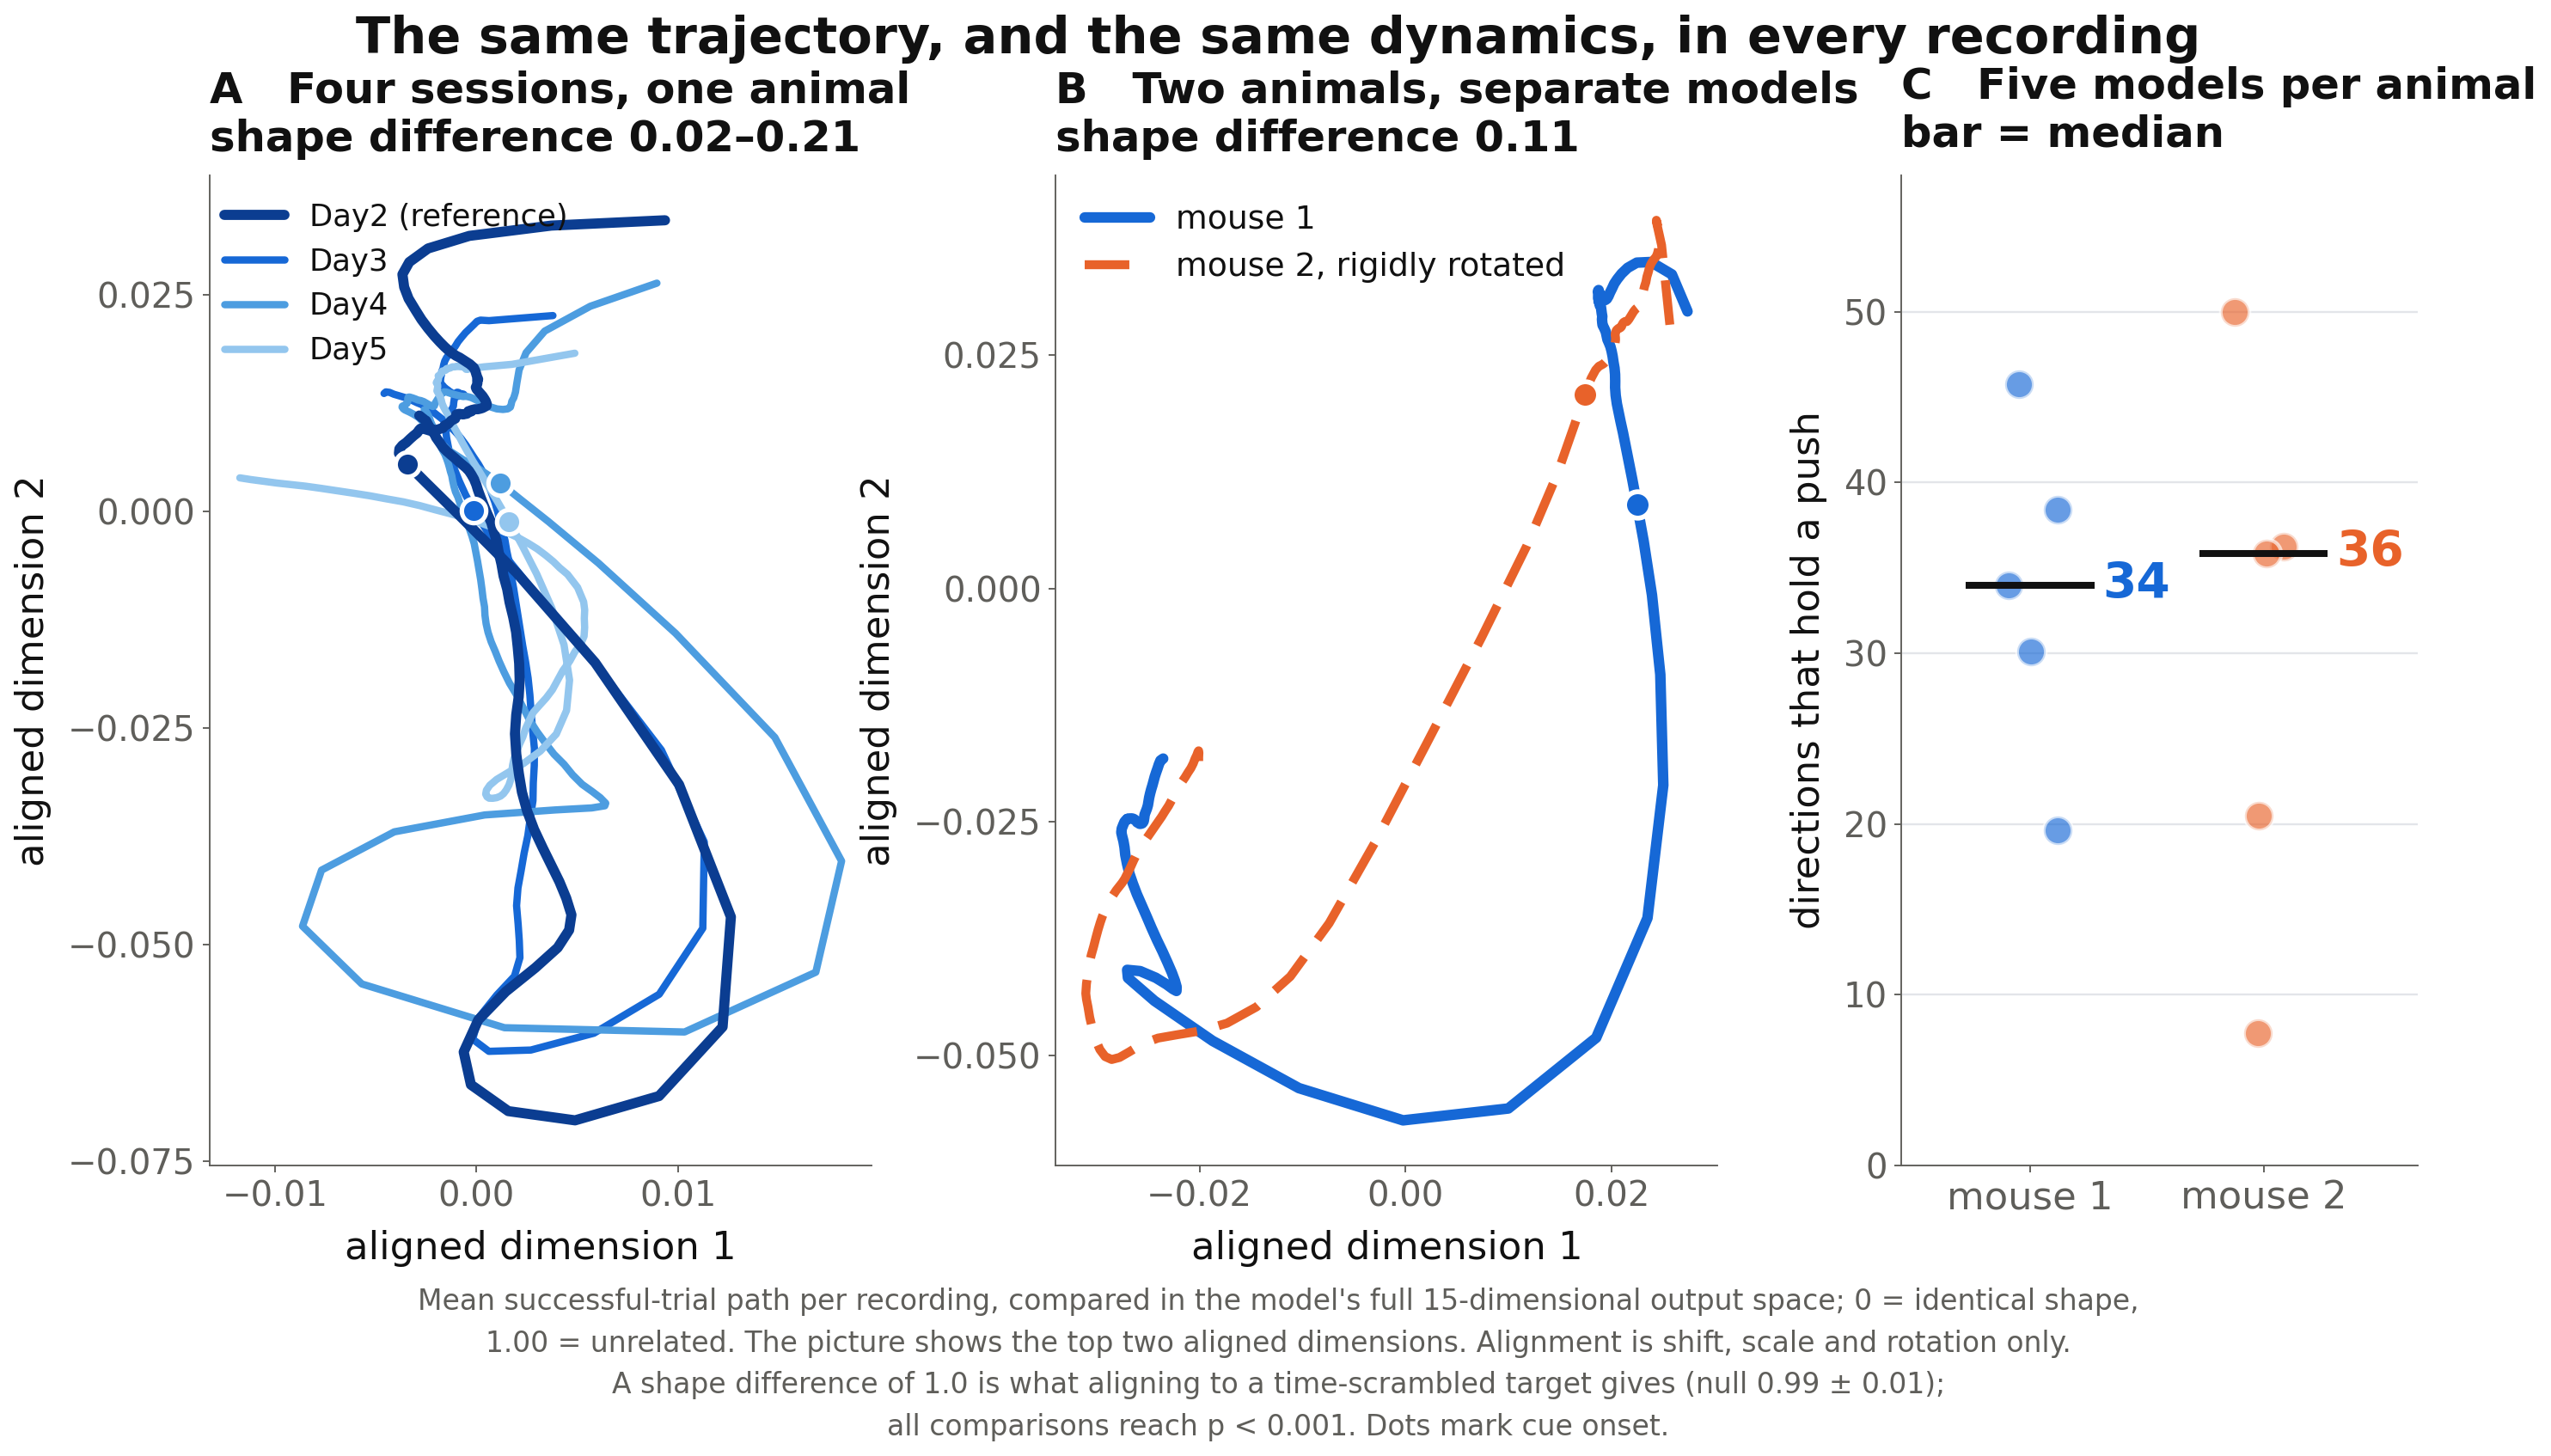 The same trajectory, and the same dynamics, in every recording
A Four sessions, one animal
shape difference 0.02–0.21
B Two animals, separate models
shape difference 0.11
C Five models per animal
bar = median
Day2 (reference)
Day3
Day4
Day5
0.025
0.000
−0.025
−0.050
−0.075
aligned dimension 2
−0.01
0.00
0.01
aligned dimension 1
mouse 1
mouse 2, rigidly rotated
0.025
0.000
−0.025
−0.050
aligned dimension 2
−0.02
0.00
0.02
aligned dimension 1
50
40
30
20
10
0
directions that hold a push
34
36
mouse 1
mouse 2
Mean successful-trial path per recording, compared in the model's full 15-dimensional output space; 0 = identical shape,
1.00 = unrelated. The picture shows the top two aligned dimensions. Alignment is shift, scale and rotation only.
A shape difference of 1.0 is what aligning to a time-scrambled target gives (null 0.99 ± 0.01);
all comparisons reach p < 0.001. Dots mark cue onset.